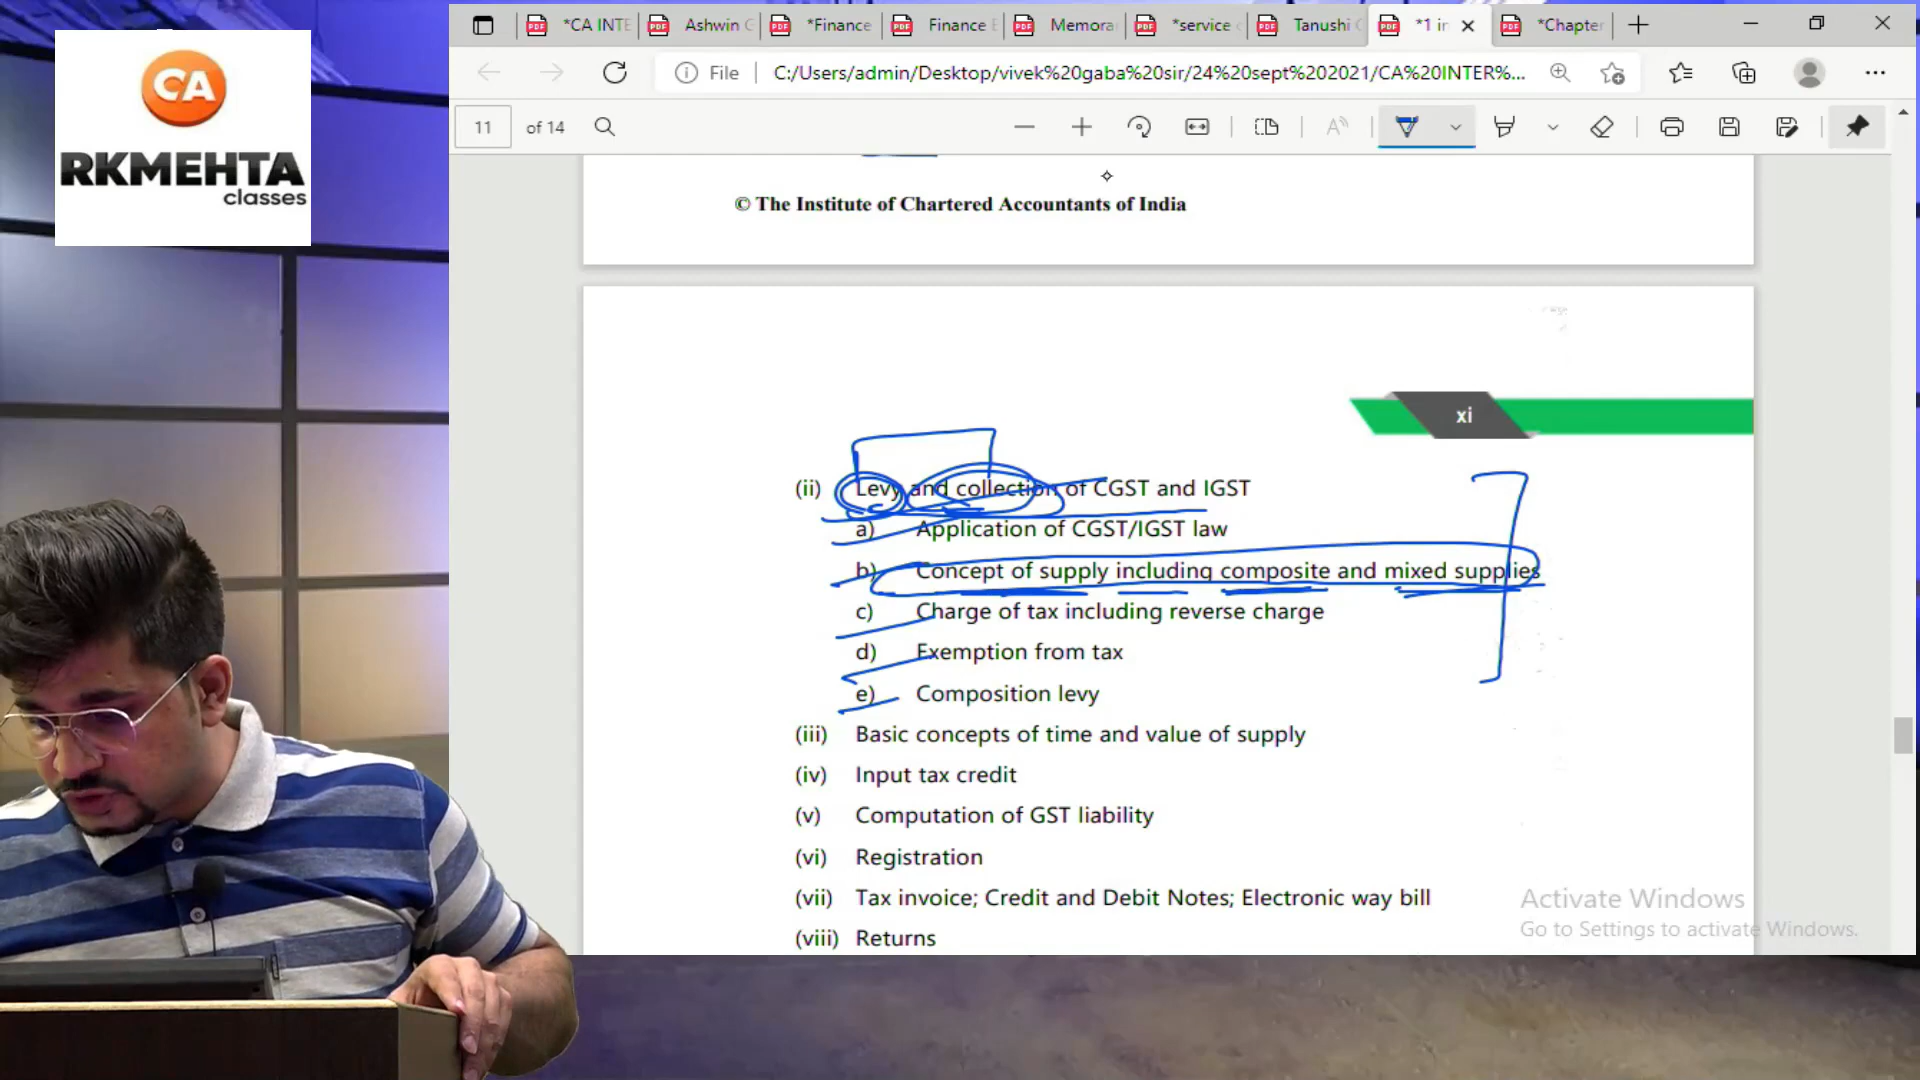 CA
RKMEHTA
classes
*CA INTE
Ashwin G
*Finance
Finance E
Memora
*service c
Tanushi C
*1 in
*Chapter
File
C:/Users/admin/Desktop/vivek%20gaba%20sir/24%20sept%202021/CA%20INTER%...
11 of 14
© The Institute of Chartered Accountants of India
xi
(ii) Levy and collection of CGST and IGST
a) Application of CGST/IGST law
b) Concept of supply including composite and mixed supplies
c) Charge of tax including reverse charge
d) Exemption from tax
e) Composition levy
(iii) Basic concepts of time and value of supply
(iv) Input tax credit
(v) Computation of GST liability
(vi) Registration
(vii) Tax invoice; Credit and Debit Notes; Electronic way bill
(viii) Returns
Activate Windows
Go to Settings to activate Windows.